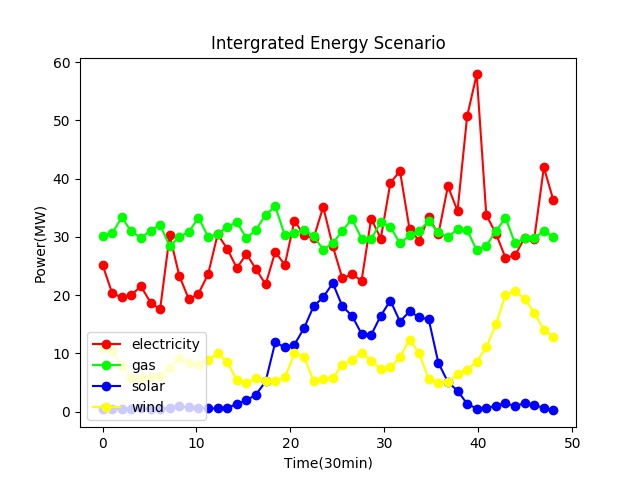 Intergrated Energy Scenario
60
50
40
30
20
10
0
Power(MW)
electricity
gas
solar
wind
0 10 20 30 40 50
Time(30min)